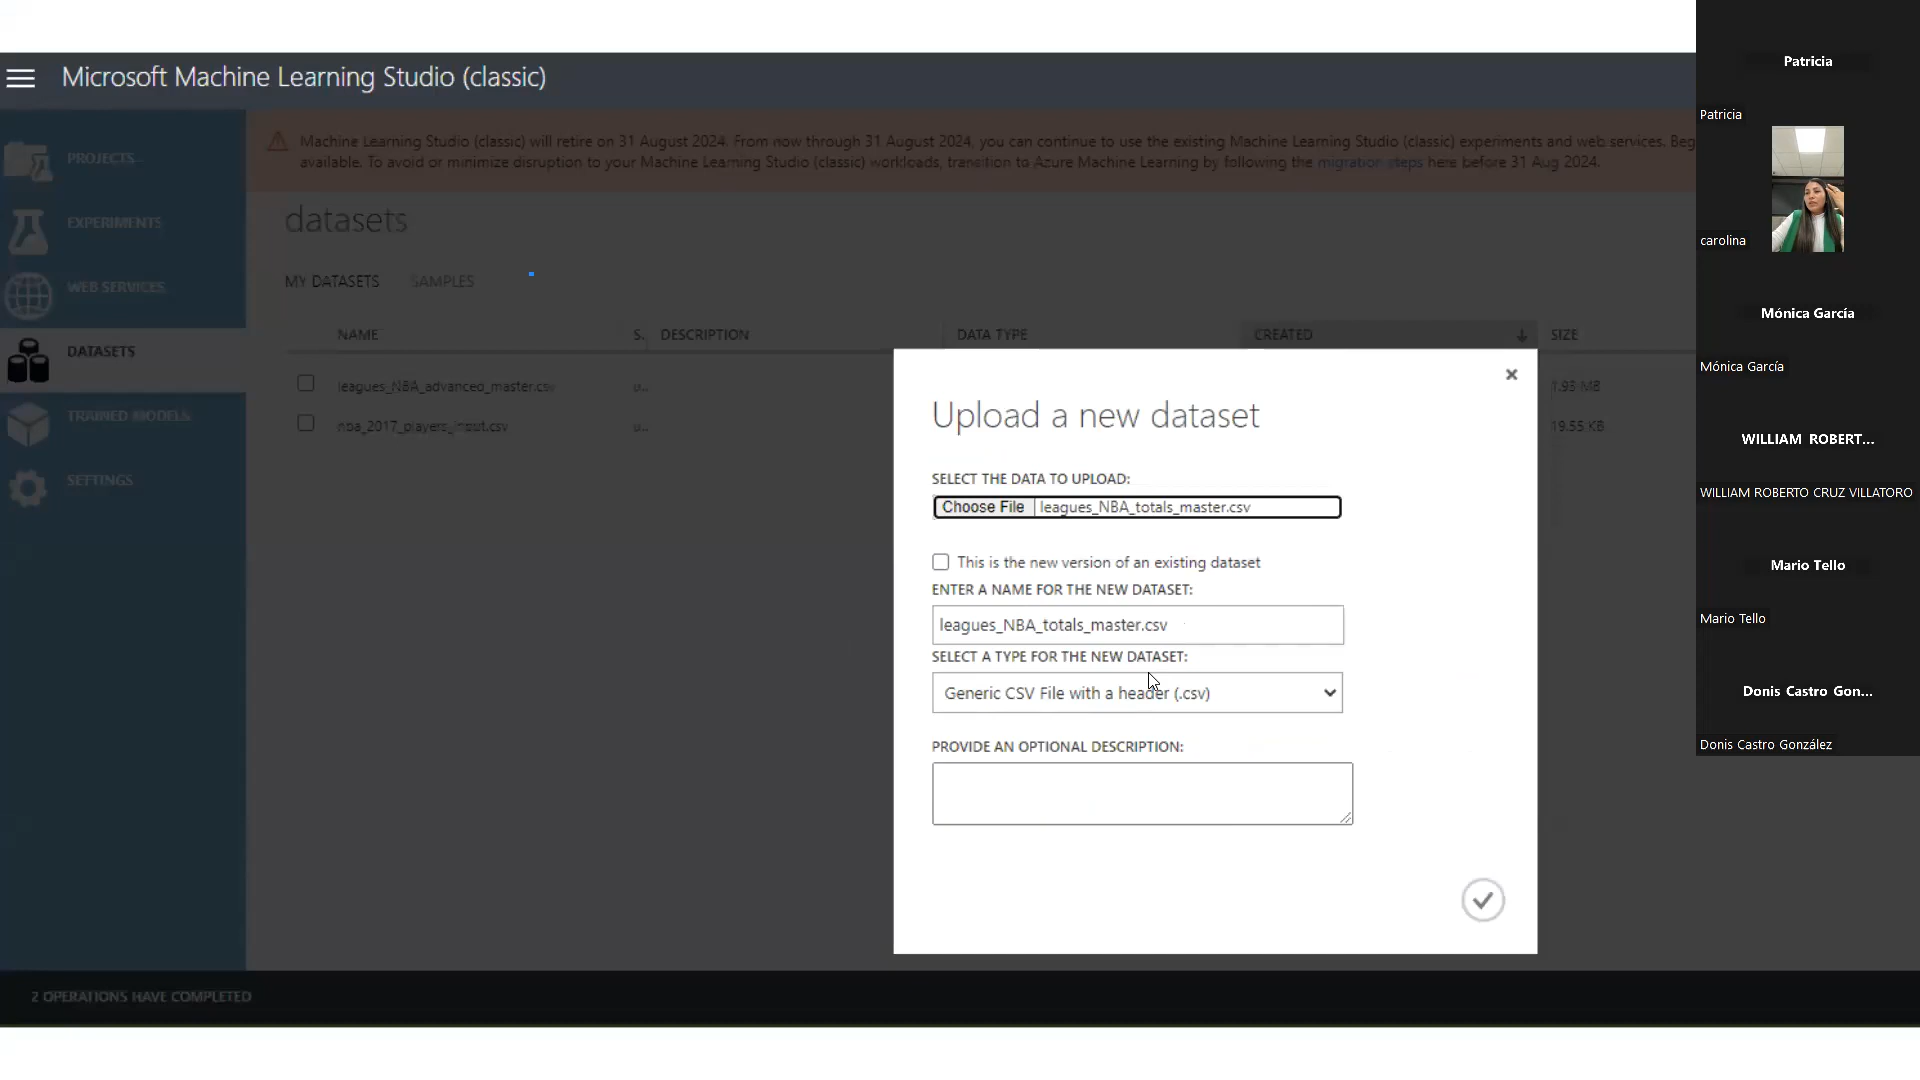 Microsoft Machine Learning Studio (classic)
Machine Learning Studio (classic) will retire on 31 August 2024. From now through 31 August 2024, you can continue to use the existing Machine Learning Studio (classic) experiments and web services. Beg
available. To avoid or minimize disruption to your Machine Learning Studio (classic) workloads, transition to Azure Machine Learning by following the migration steps here before 31 Aug 2024.
PROJECTS
EXPERIMENTS
WEB SERVICES
DATASETS
TRAINED MODELS
SETTINGS
datasets
MY DATASETS SAMPLES
NAME S. DESCRIPTION DATA TYPE CREATED SIZE
leagues_NBA_advanced_master.csv u... 1.93 MB
nba_2017_players_input.csv u... 19.55 KB
Upload a new dataset
SELECT THE DATA TO UPLOAD:
Choose File leagues_NBA_totals_master.csv
This is the new version of an existing dataset
ENTER A NAME FOR THE NEW DATASET:
leagues_NBA_totals_master.csv
SELECT A TYPE FOR THE NEW DATASET:
Generic CSV File with a header (.csv)
PROVIDE AN OPTIONAL DESCRIPTION:
2 OPERATIONS HAVE COMPLETED
Patricia
Patricia
carolina
Mónica García
Mónica García
WILLIAM ROBERT...
WILLIAM ROBERTO CRUZ VILLATORO
Mario Tello
Mario Tello
Donis Castro Gon...
Donis Castro González